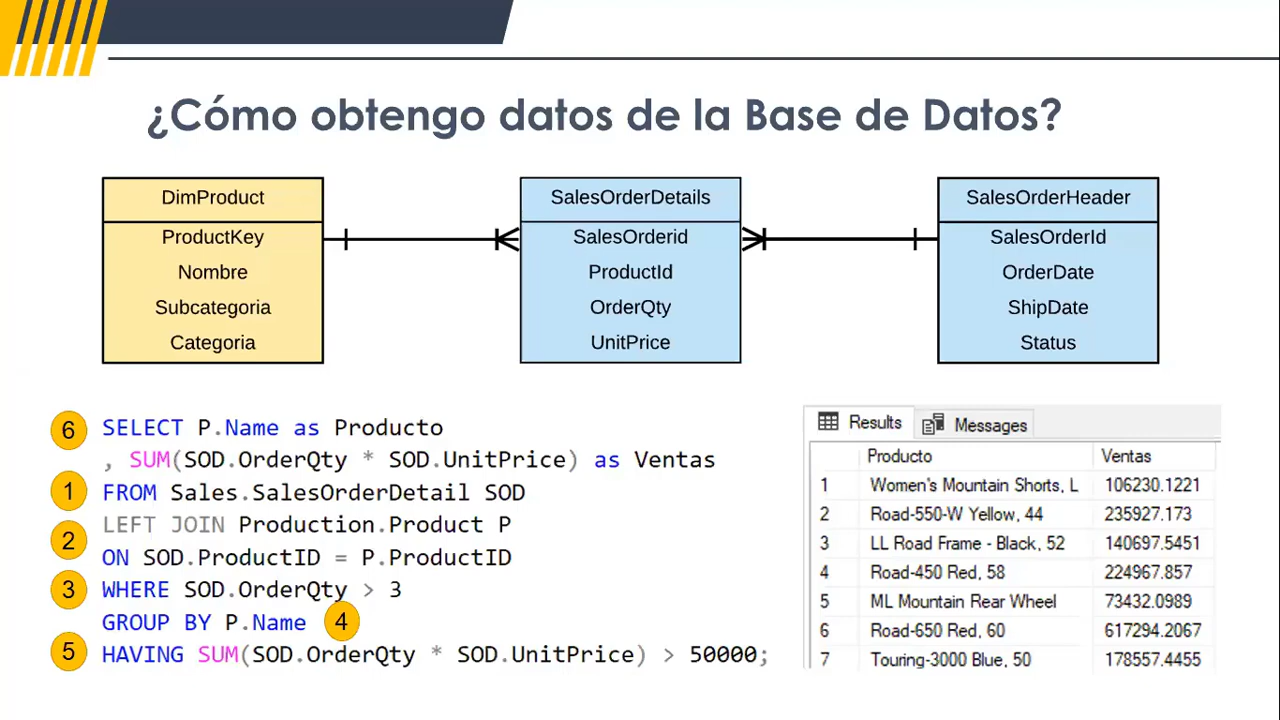 ¿Cómo obtengo datos de la Base de Datos?
DimProduct
ProductKey
Nombre
Subcategoria
Categoria
SalesOrderDetails
SalesOrderid
ProductId
OrderQty
UnitPrice
SalesOrderHeader
SalesOrderId
OrderDate
ShipDate
Status
6 SELECT P.Name as Producto
, SUM(SOD.OrderQty * SOD.UnitPrice) as Ventas
1 FROM Sales.SalesOrderDetail SOD
LEFT JOIN Production.Product P
2
ON SOD.ProductID = P.ProductID
3 WHERE SOD.OrderQty > 3
GROUP BY P.Name 4
5 HAVING SUM(SOD.OrderQty * SOD.UnitPrice) > 50000;
Results Messages
Producto Ventas
1 Women's Mountain Shorts, L 106230.1221
2 Road-550-W Yellow, 44 235927.173
3 LL Road Frame - Black, 52 140697.5451
4 Road-450 Red, 58 224967.857
5 ML Mountain Rear Wheel 73432.0989
6 Road-650 Red, 60 617294.2067
7 Touring-3000 Blue, 50 178557.4455